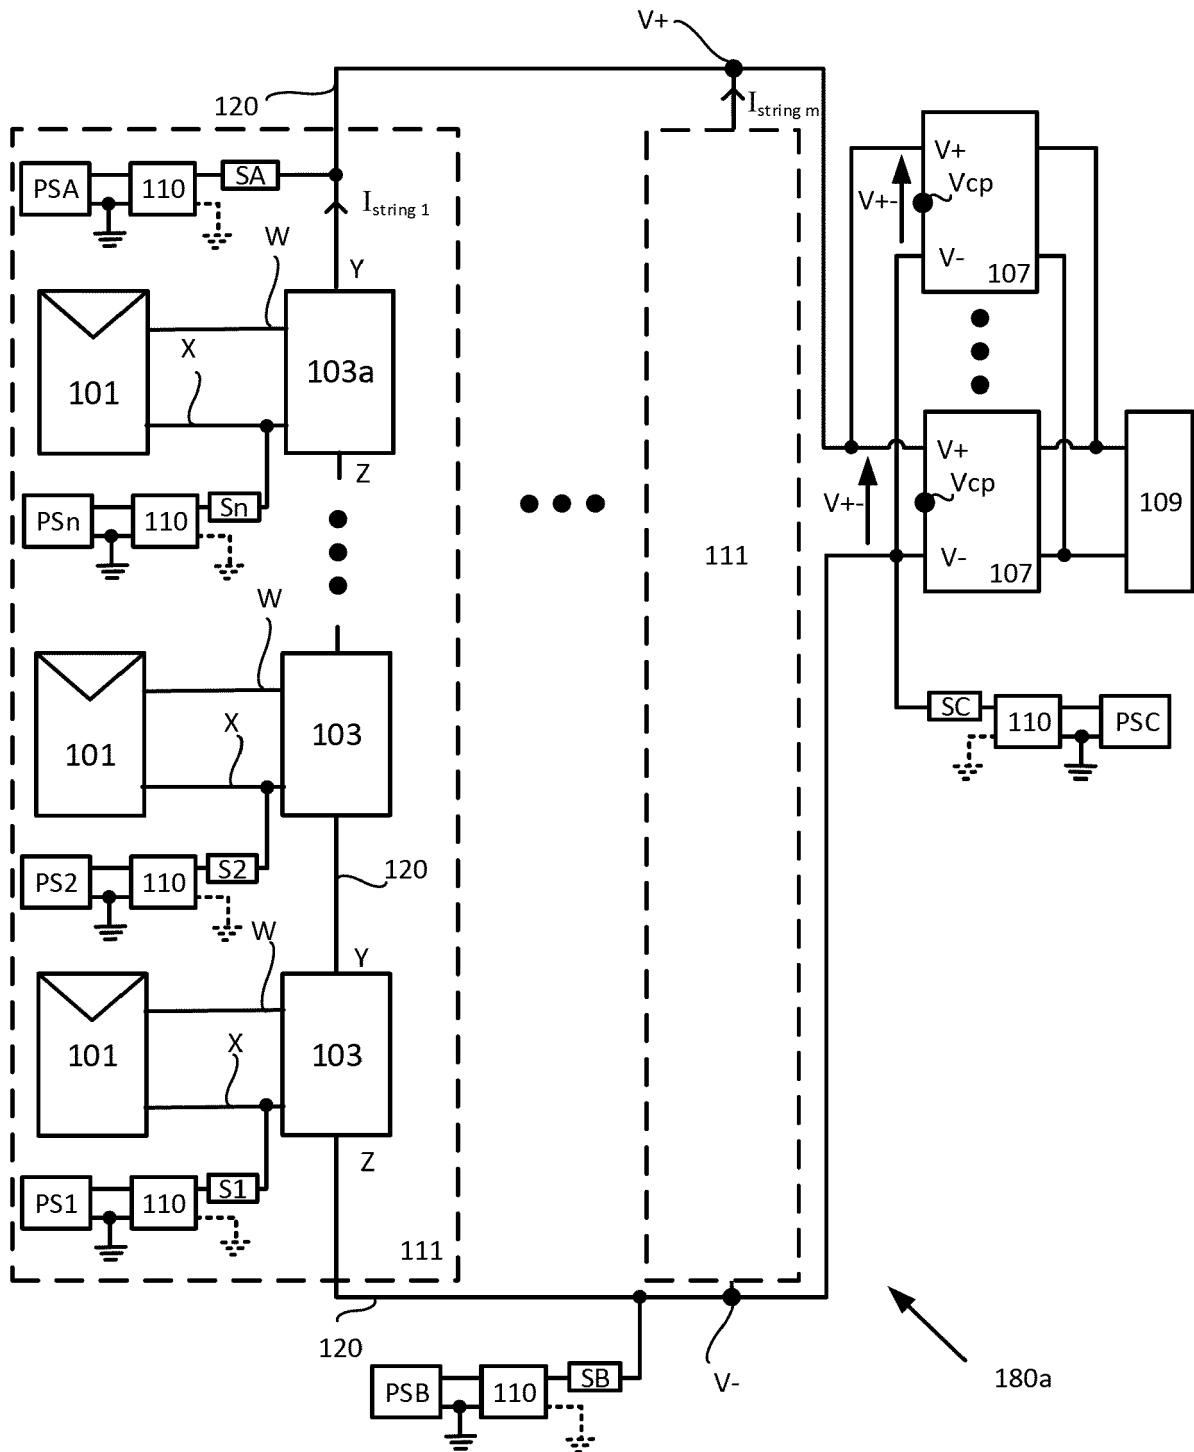 V+
120
I string m
PSA
110
SA
I string 1
W
Y
X
101
103a
Z
PSn
110
Sn
W
X
101
103
PS2
110
S2
120
W
Y
X
101
103
Z
PS1
110
S1
111
120
PSB
110
SB
V-
111
V+
Vcp
V+-
V-
107
V+
Vcp
V+-
V-
107
109
SC
110
PSC
180a